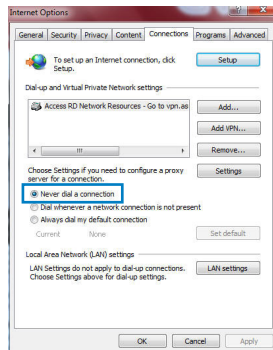 Internet Options
General Security Privacy Content Connections Programs Advanced
To set up an Internet connection, click
Setup.
Setup
Dial-up and Virtual Private Network settings
Access RD Network Resources - Go to vpn.as
Add...
Add VPN...
Remove...
Choose Settings if you need to configure a proxy
server for a connection.
Settings
Never dial a connection
Dial whenever a network connection is not present
Always dial my default connection
Current None
Set default
Local Area Network (LAN) settings
LAN Settings do not apply to dial-up connections.
Choose Settings above for dial-up settings.
LAN settings
OK Cancel Apply